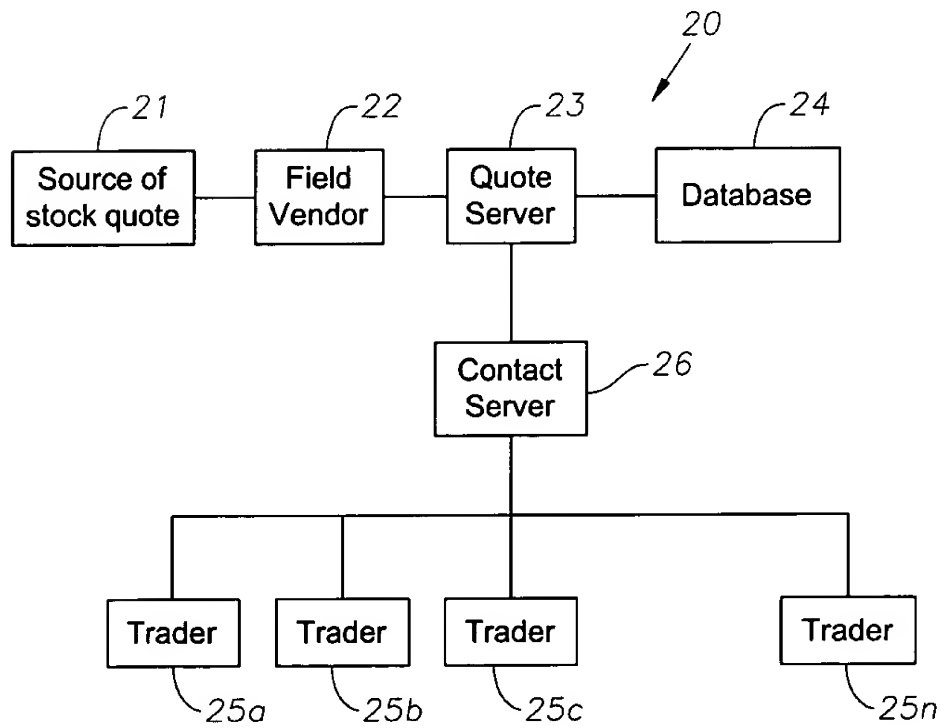 20
21
22
23
24
Source of
stock quote
Field
Vendor
Quote
Server
Database
Contact
Server
26
Trader
Trader
Trader
Trader
25a
25b
25c
25n